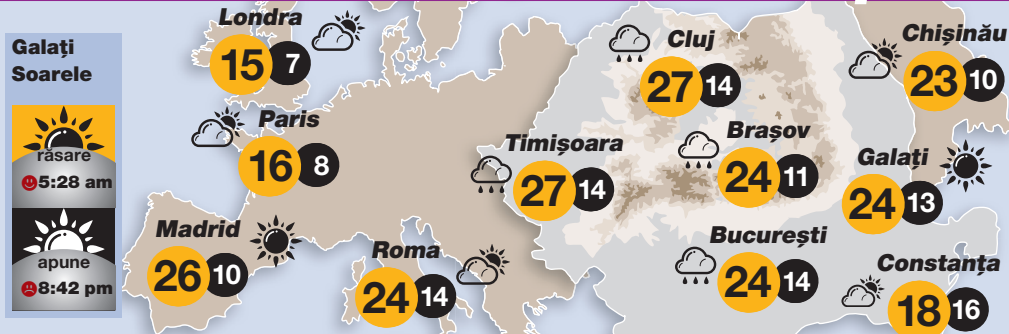 Galați
Soarele
răsare
5:28 am
apune
8:42 pm
Londra
15 7
Paris
16 8
Madrid
26 10
Roma
24 14
Timișoara
27 14
Cluj
27 14
Brașov
24 11
București
24 14
Chișinău
23 10
Galați
24 13
Constanța
18 16